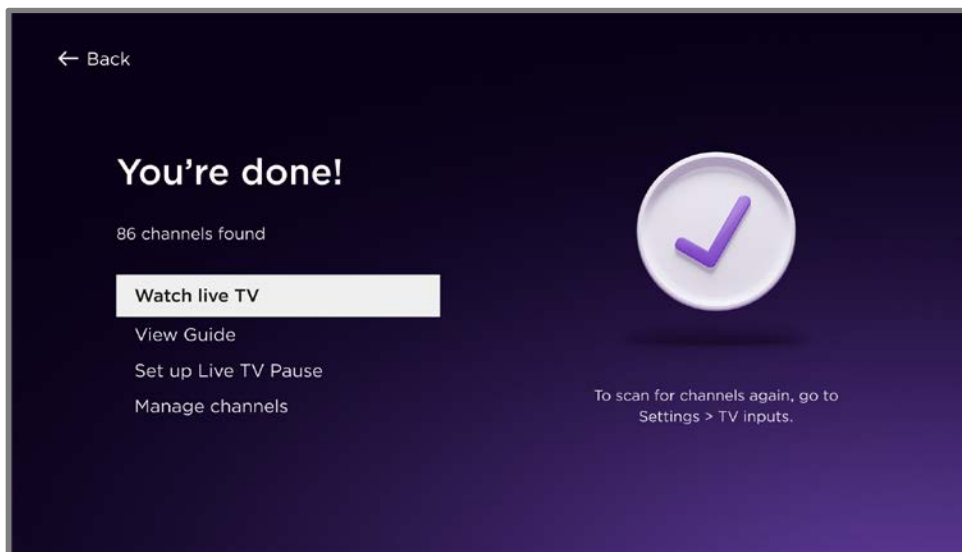 ← Back
You're done!
86 channels found
Watch live TV
View Guide
Set up Live TV Pause
Manage channels
To scan for channels again, go to
Settings > TV inputs.